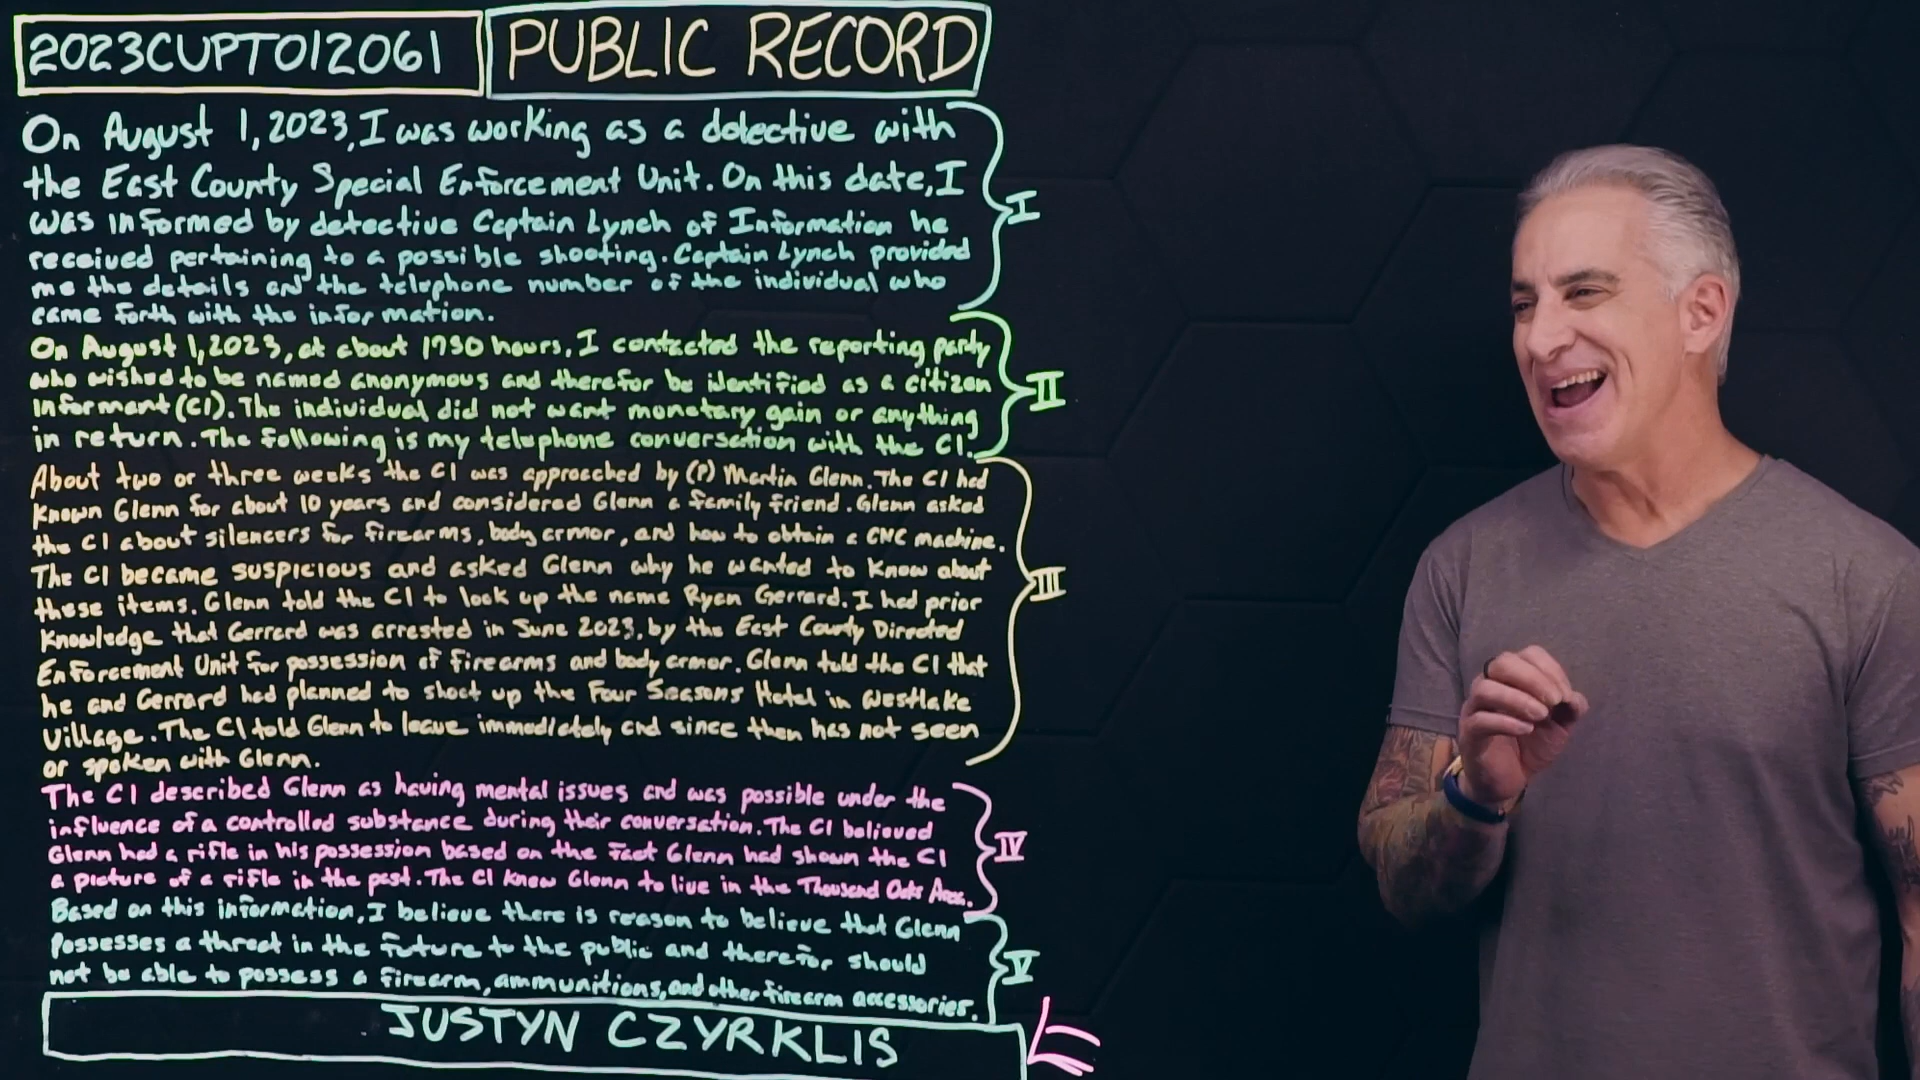 2023CUPT012061 PUBLIC RECORD
On August 1, 2023, I was working as a detective with
the East County Special Enforcement Unit. On this date, I
was informed by detective Captain Lynch of Information he
received pertaining to a possible shooting. Captain Lynch provided
me the details and the telephone number of the individual who
came forth with the information.
I
On August 1, 2023, at about 1730 hours, I contacted the reporting party
who wished to be named anonymous and therefor be identified as a citizen
informant (CI). The individual did not want monetary gain or anything
in return. The following is my telephone conversation with the CI.
II
About two or three weeks the CI was approached by (P) Martin Glenn. The CI had
known Glenn for about 10 years and considered Glenn a family friend. Glenn asked
the CI about silencers for firearms, body armor, and how to obtain a CNC machine.
The CI became suspicious and asked Glenn why he wanted to know about
these items. Glenn told the CI to look up the name Ryan Gerrard. I had prior
knowledge that Gerrard was arrested in June 2023, by the East County Directed
Enforcement Unit for possession of firearms and body armor. Glenn told the CI that
he and Gerrard had planned to shoot up the Four Seasons Hotel in Westlake
Village. The CI told Glenn to leave immediately and since then has not seen
or spoken with Glenn.
III
The CI described Glenn as having mental issues and was possible under the
influence of a controlled substance during their conversation. The CI believed
Glenn had a rifle in his possession based on the fact Glenn had shown the CI
a picture of a rifle in the past. The CI knew Glenn to live in the Thousand Oaks Area.
IV
Based on this information, I believe there is reason to believe that Glenn
possesses a threat in the future to the public and therefor should
not be able to possess a firearm, ammunitions, and other firearm accessories.
V
JUSTYN CZYRKLIS